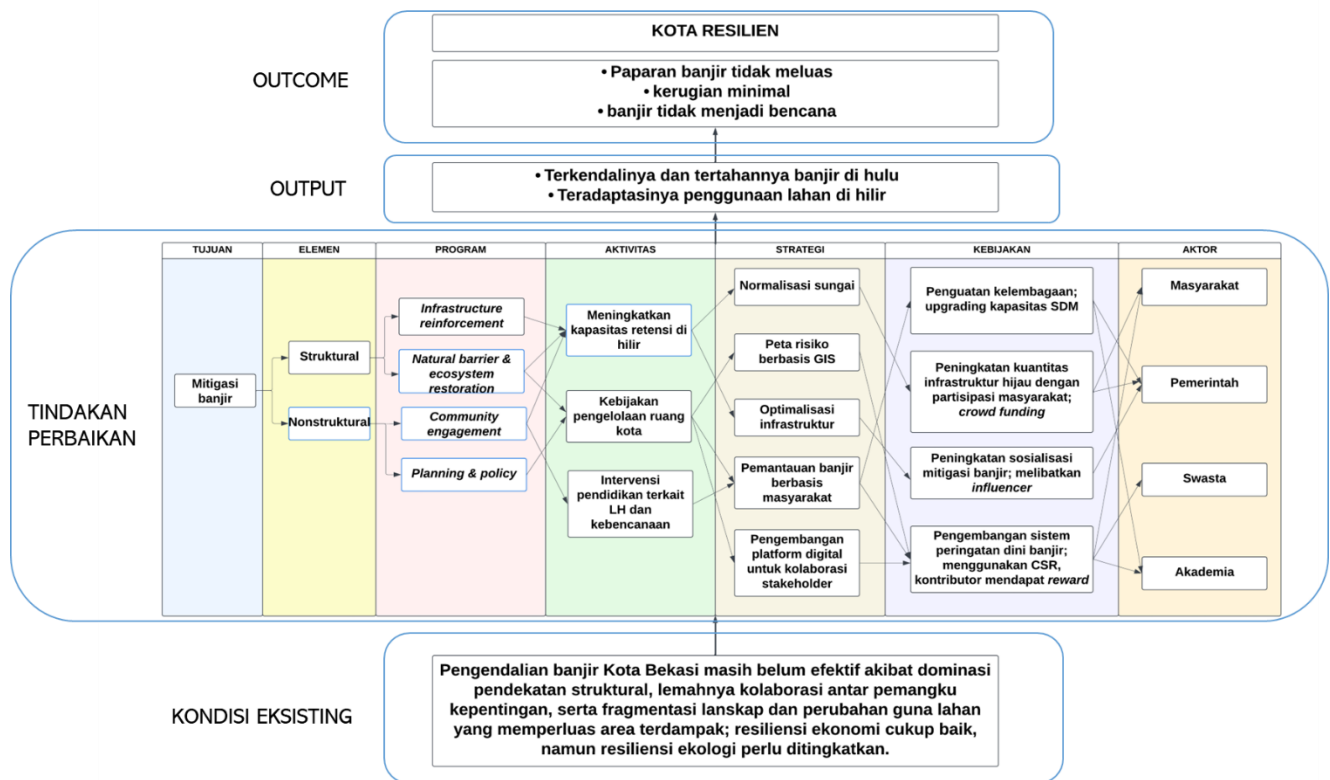 KOTA RESILIEN
OUTCOME
• Paparan banjir tidak meluas
• kerugian minimal
• banjir tidak menjadi bencana
OUTPUT
• Terkendalinya dan tertahannya banjir di hulu
• Teradaptasinya penggunaan lahan di hilir
TINDAKAN
PERBAIKAN
TUJUAN
ELEMEN
PROGRAM
AKTIVITAS
STRATEGI
KEBIJAKAN
AKTOR
Mitigasi
banjir
Struktural
Nonstruktural
Infrastructure
reinforcement
Natural barrier &
ecosystem
restoration
Community
engagement
Planning & policy
Meningkatkan
kapasitas retensi di
hilir
Kebijakan
pengelolaan ruang
kota
Intervensi
pendidikan terkait
LH dan
kebencanaan
Normalisasi sungai
Peta risiko
berbasis GIS
Optimalisasi
infrastruktur
Pemantauan banjir
berbasis
masyarakat
Pengembangan
platform digital
untuk kolaborasi
stakeholder
Penguatan kelembagaan;
upgrading kapasitas SDM
Peningkatan kuantitas
infrastruktur hijau dengan
partisipasi masyarakat;
crowd funding
Peningkatan sosialisasi
mitigasi banjir; melibatkan
influencer
Pengembangan sistem
peringatan dini banjir;
menggunakan CSR,
kontributor mendapat reward
Masyarakat
Pemerintah
Swasta
Akademia
KONDISI EKSISTING
Pengendalian banjir Kota Bekasi masih belum efektif akibat dominasi
pendekatan struktural, lemahnya kolaborasi antar pemangku
kepentingan, serta fragmentasi lanskap dan perubahan guna lahan
yang memperluas area terdampak; resiliensi ekonomi cukup baik,
namun resiliensi ekologi perlu ditingkatkan.